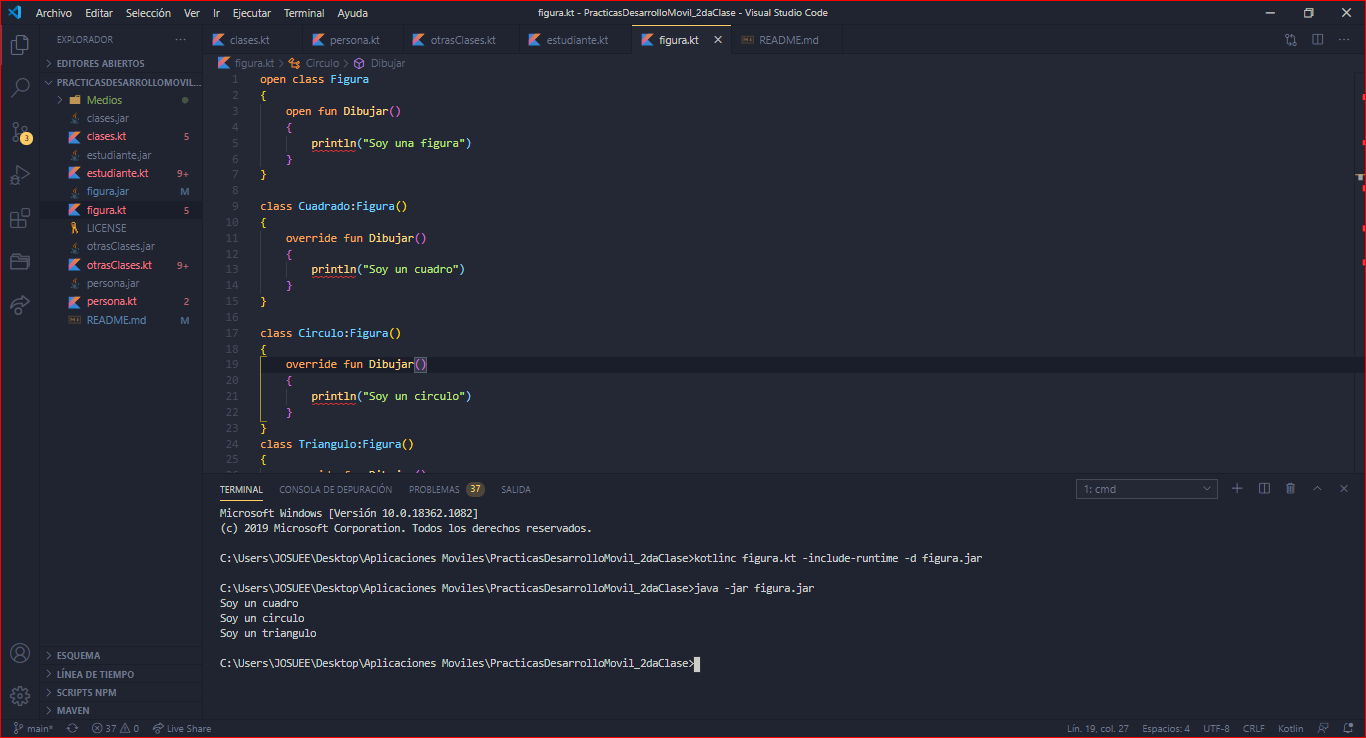 Archivo Editar Selección Ver Ir Ejecutar Terminal Ayuda figura.kt - PracticasDesarrolloMovil_2daClase - Visual Studio Code
EXPLORADOR ...
EDITORES ABIERTOS
PRACTICASDESARROLLOMOVIL...
Medios
clases.jar
clases.kt 5
estudiante.jar
estudiante.kt 9+
figura.jar M
figura.kt 5
LICENSE
otrasClases.jar
otrasClases.kt 9+
persona.jar
persona.kt 2
README.md M
3
ESQUEMA
LÍNEA DE TIEMPO
SCRIPTS NPM
MAVEN
clases.kt persona.kt otrasClases.kt estudiante.kt figura.kt README.md
figura.kt > Circulo > Dibujar
1 open class Figura
2 {
3 open fun Dibujar()
4 {
5 println("Soy una figura")
6 }
7 }
8
9 class Cuadrado:Figura()
10 {
11 override fun Dibujar()
12 {
13 println("Soy un cuadro")
14 }
15 }
16
17 class Circulo:Figura()
18 {
19 override fun Dibujar()
20 {
21 println("Soy un circulo")
22 }
23 }
24 class Triangulo:Figura()
25 {
TERMINAL CONSOLA DE DEPURACIÓN PROBLEMAS 37 SALIDA 1: cmd
Microsoft Windows [Versión 10.0.18362.1082]
(c) 2019 Microsoft Corporation. Todos los derechos reservados.
C:\Users\JOSUEE\Desktop\Aplicaciones Moviles\PracticasDesarrolloMovil_2daClase>kotlinc figura.kt -include-runtime -d figura.jar
C:\Users\JOSUEE\Desktop\Aplicaciones Moviles\PracticasDesarrolloMovil_2daClase>java -jar figura.jar
Soy un cuadro
Soy un circulo
Soy un triangulo
C:\Users\JOSUEE\Desktop\Aplicaciones Moviles\PracticasDesarrolloMovil_2daClase>
main* 37 0 Live Share Lín. 19, col. 27 Espacios: 4 UTF-8 CRLF Kotlin